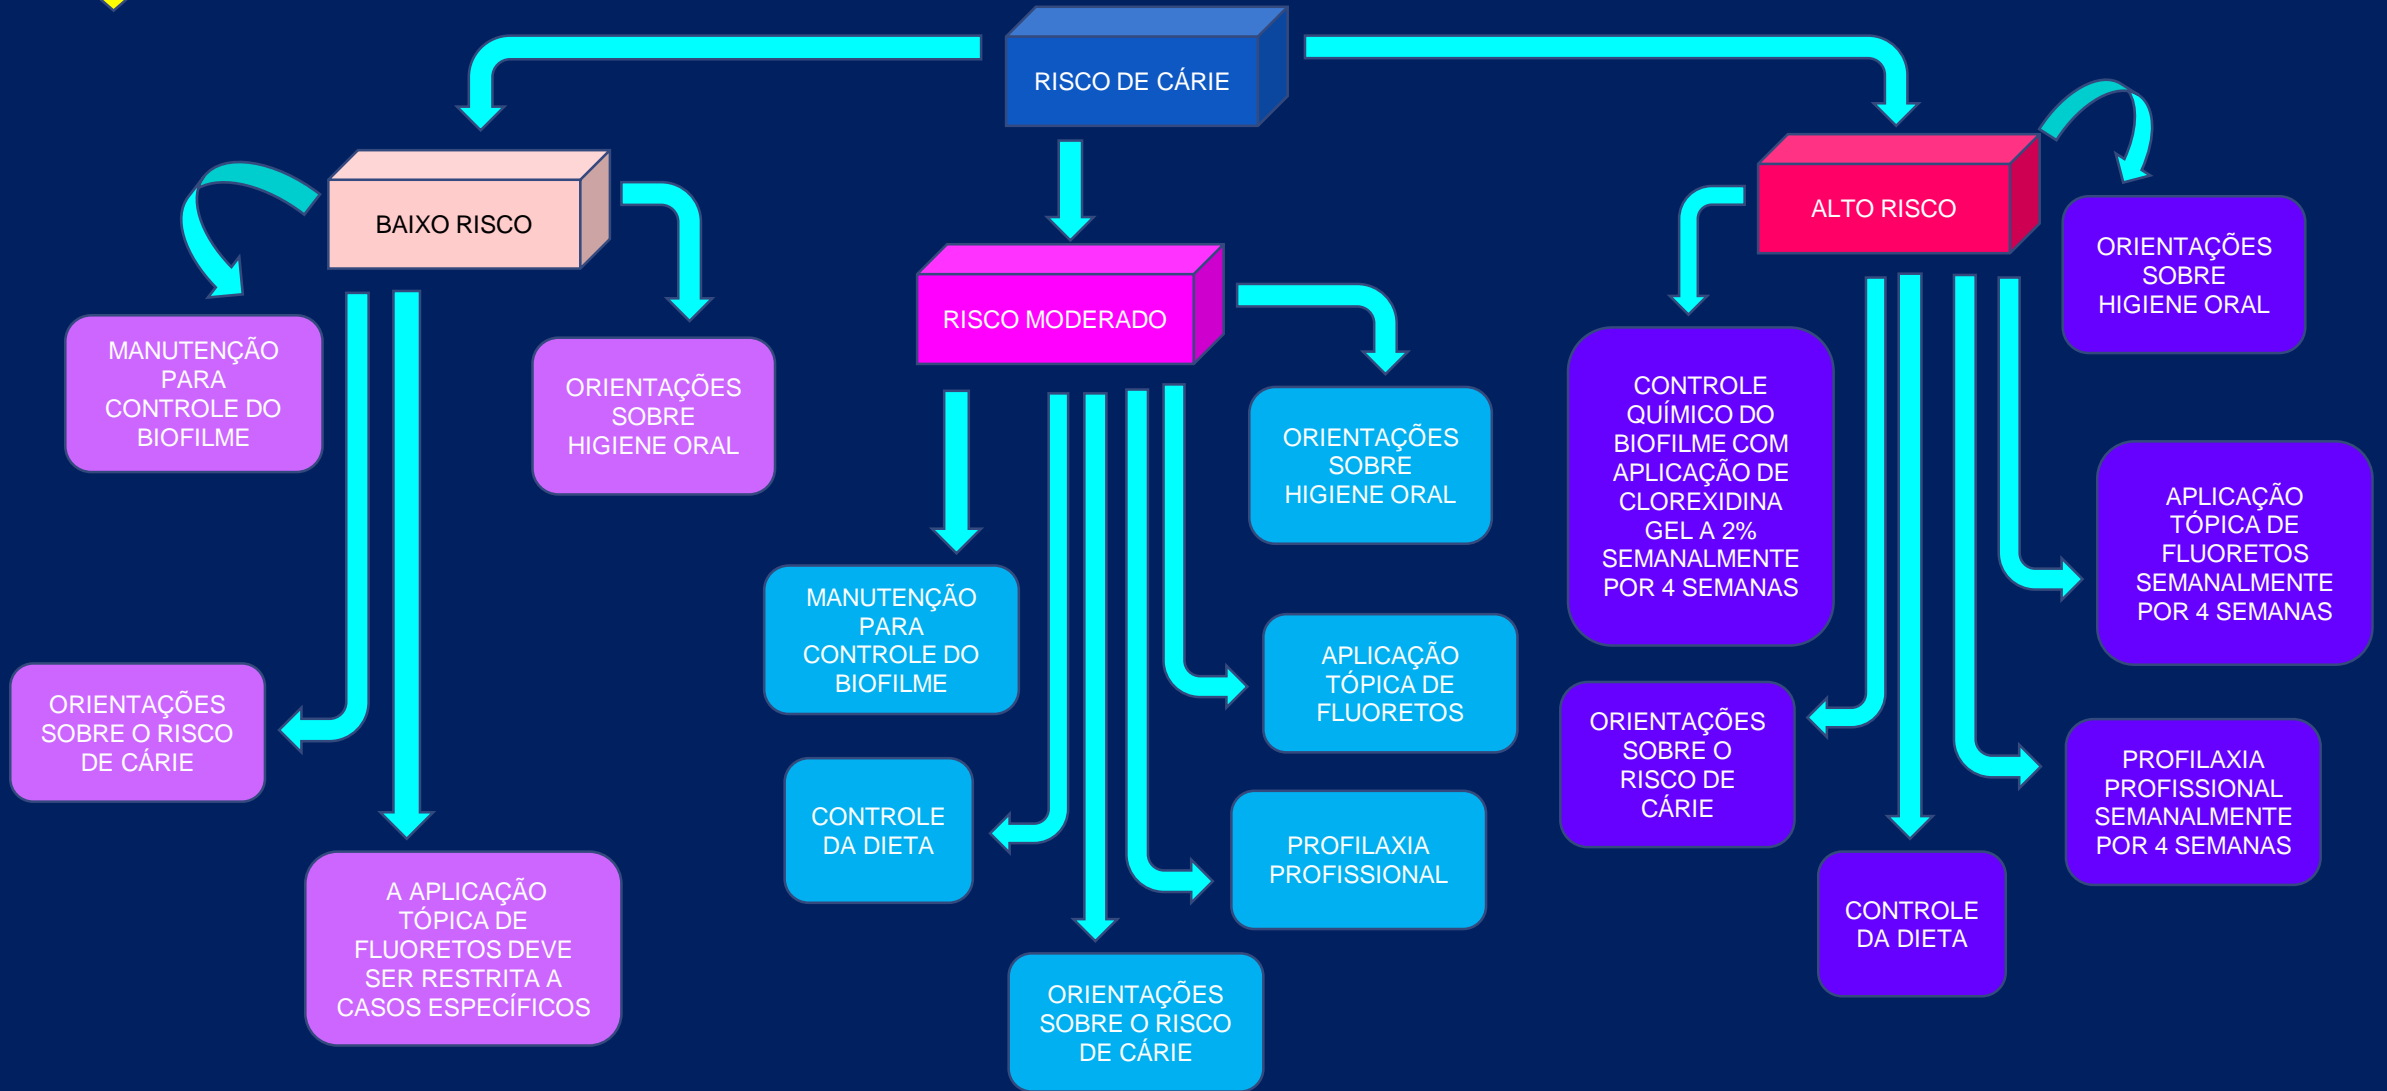 RISCO DE CÁRIE
BAIXO RISCO
MANUTENÇÃO
PARA
CONTROLE DO
BIOFILME
ORIENTAÇÕES
SOBRE
HIGIENE ORAL
ORIENTAÇÕES
SOBRE O RISCO
DE CÁRIE
A APLICAÇÃO
TÓPICA DE
FLUORETOS DEVE
SER RESTRITA A
CASOS ESPECÍFICOS
RISCO MODERADO
ORIENTAÇÕES
SOBRE
HIGIENE ORAL
MANUTENÇÃO
PARA
CONTROLE DO
BIOFILME
APLICAÇÃO
TÓPICA DE
FLUORETOS
CONTROLE
DA DIETA
PROFILAXIA
PROFISSIONAL
ORIENTAÇÕES
SOBRE O RISCO
DE CÁRIE
ALTO RISCO
ORIENTAÇÕES
SOBRE
HIGIENE ORAL
CONTROLE
QUÍMICO DO
BIOFILME COM
APLICAÇÃO DE
CLOREXIDINA
GEL A 2%
SEMANALMENTE
POR 4 SEMANAS
APLICAÇÃO
TÓPICA DE
FLUORETOS
SEMANALMENTE
POR 4 SEMANAS
ORIENTAÇÕES
SOBRE O
RISCO DE
CÁRIE
PROFILAXIA
PROFISSIONAL
SEMANALMENTE
POR 4 SEMANAS
CONTROLE
DA DIETA